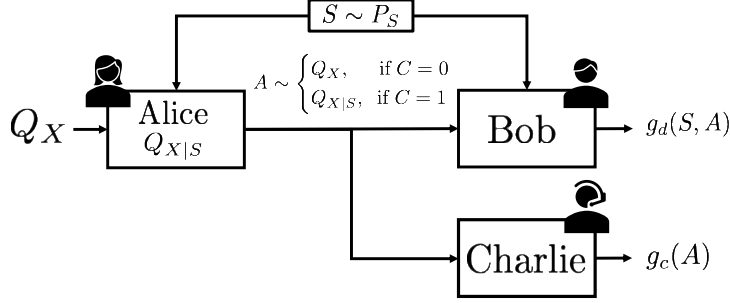 S ∼ P_S
A ∼ { Q_X, if C = 0
Q_{X|S}, if C = 1
Q_X
Alice
Q_{X|S}
Bob
g_d(S, A)
Charlie
g_c(A)